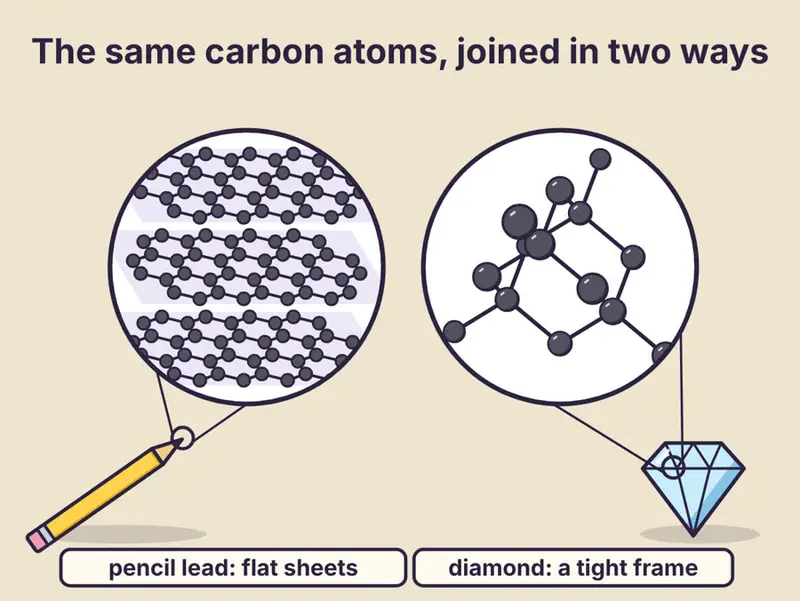 The same carbon atoms, joined in two ways
pencil lead: flat sheets
diamond: a tight frame